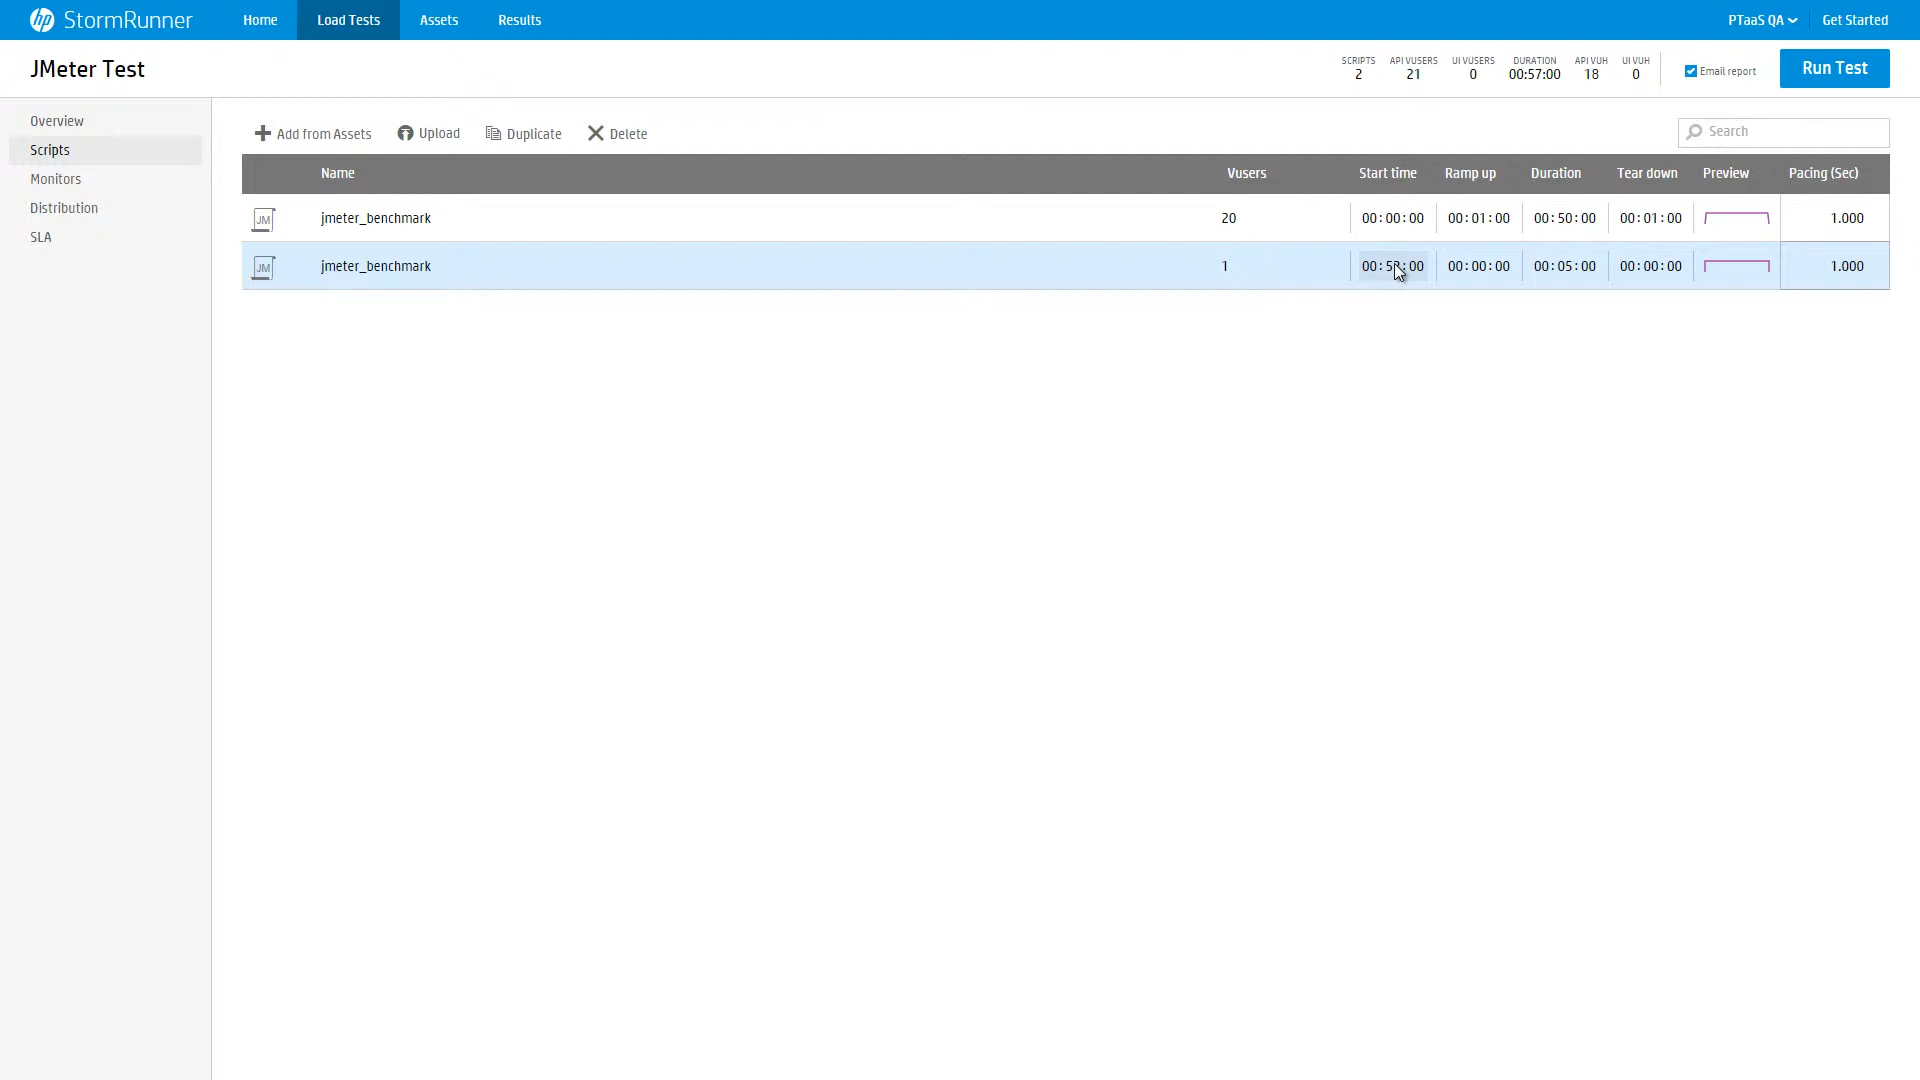 hp StormRunner Home Load Tests Assets Results PTaaS QA Get Started
JMeter Test
SCRIPTS API VUSERS UI VUSERS DURATION API VUH UI VUH
2 21 0 00:57:00 18 0
Email report
Run Test
Overview
Scripts
Monitors
Distribution
SLA
Add from Assets Upload Duplicate Delete
Search
Name Vusers Start time Ramp up Duration Tear down Preview Pacing (Sec)
JM jmeter_benchmark 20 00:00:00 00:01:00 00:50:00 00:01:00 1.000
JM jmeter_benchmark 1 00:00:00 00:05:00 00:00:00 1.000